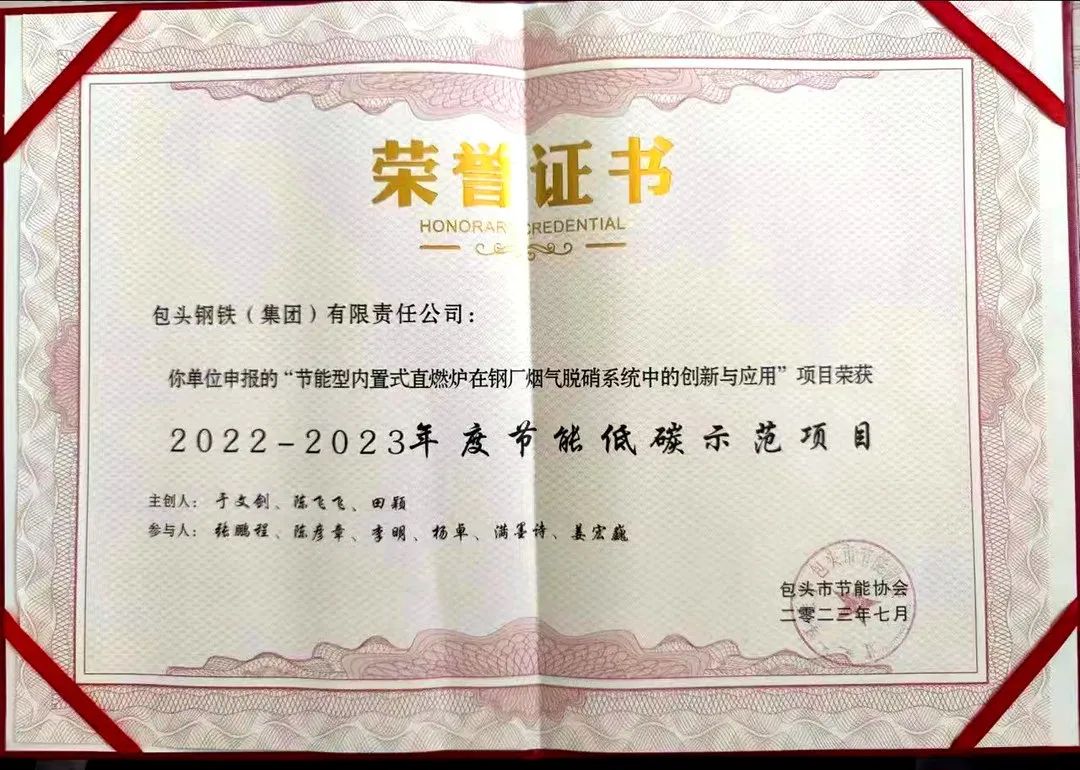 荣誉证书
HONORARY CREDENTIAL
包头钢铁（集团）有限责任公司：
你单位申报的“节能型内置式直燃炉在钢厂烟气脱硝系统中的创新与应用”项目荣获
2022-2023年度节能低碳示范项目
主创人：于文剑、陈飞飞、田颖
参与人：张鹏程、陈彦章、李明、杨卓、满墨诗、姜宏巍
包头市节能
包头市节能协会
二零二三年七月